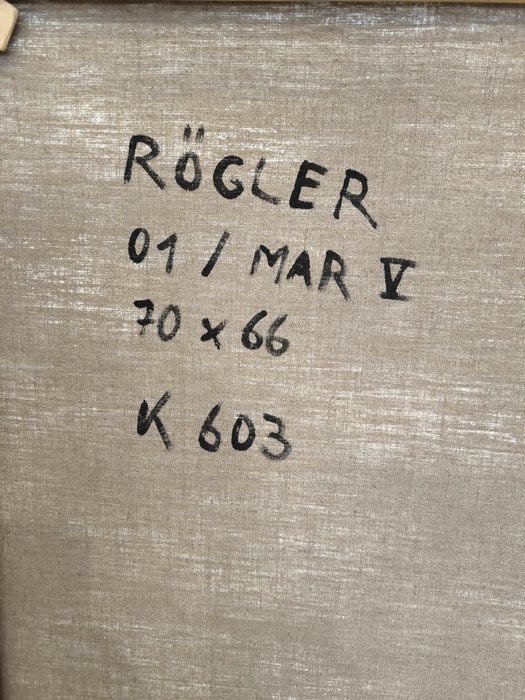 RÖGLER
01 / MAR V
70 x 66
K 603